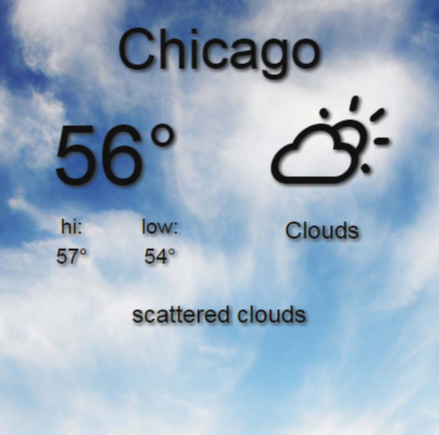 Chicago
56°
hi: low:
57° 54°
Clouds
scattered clouds